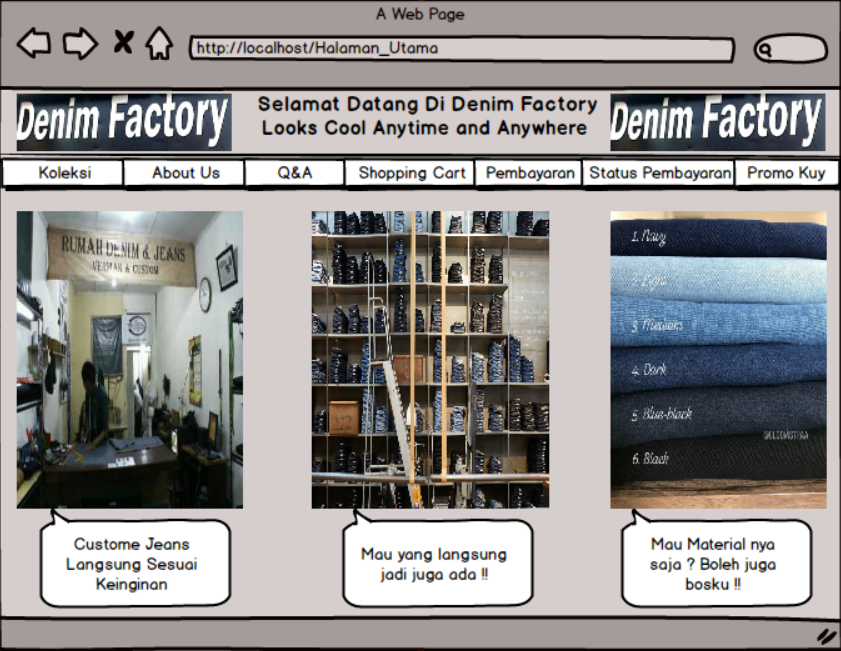 A Web Page
http://localhost/Halaman_Utama
Denim Factory
Selamat Datang Di Denim Factory
Looks Cool Anytime and Anywhere
Denim Factory
Koleksi
About Us
Q&A
Shopping Cart
Pembayaran
Status Pembayaran
Promo Kuy
RUMAH DENIM & JEANS
VERMAK & CUSTOM
1. Navy
2. Light
3. Medium
4. Dark
5. Blue-black
6. Black
Custome Jeans
Langsung Sesuai
Keinginan
Mau yang langsung
jadi juga ada !!
Mau Material nya
saja ? Boleh juga
bosku !!